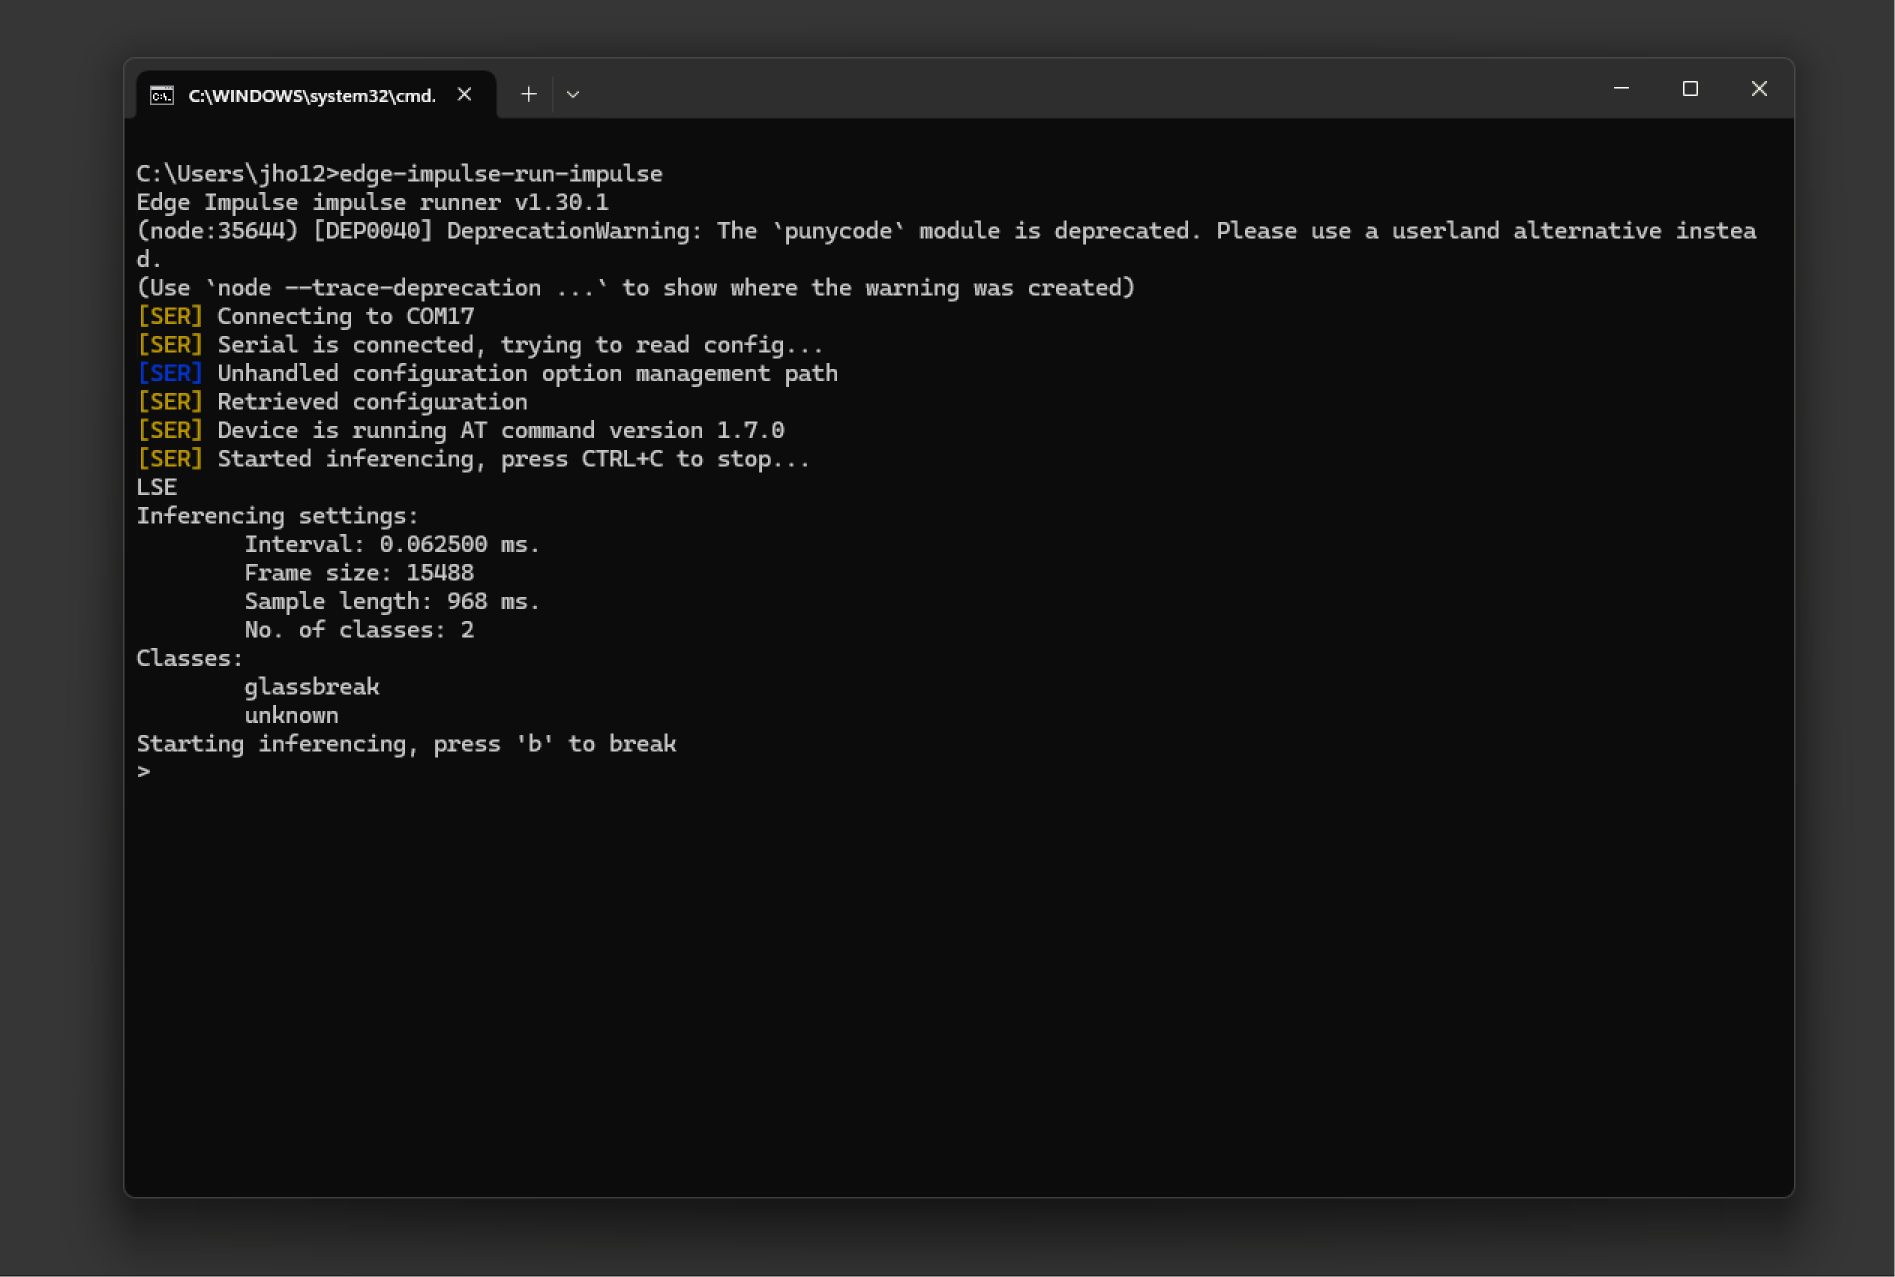 C:\WINDOWS\system32\cmd.
C:\Users\jho12>edge-impulse-run-impulse
Edge Impulse impulse runner v1.30.1
(node:35644) [DEP0040] DeprecationWarning: The `punycode` module is deprecated. Please use a userland alternative instea
d.
(Use `node --trace-deprecation ...` to show where the warning was created)
[SER] Connecting to COM17
[SER] Serial is connected, trying to read config...
[SER] Unhandled configuration option management path
[SER] Retrieved configuration
[SER] Device is running AT command version 1.7.0
[SER] Started inferencing, press CTRL+C to stop...
LSE
Inferencing settings:
        Interval: 0.062500 ms.
        Frame size: 15488
        Sample length: 968 ms.
        No. of classes: 2
Classes:
        glassbreak
        unknown
Starting inferencing, press 'b' to break
>